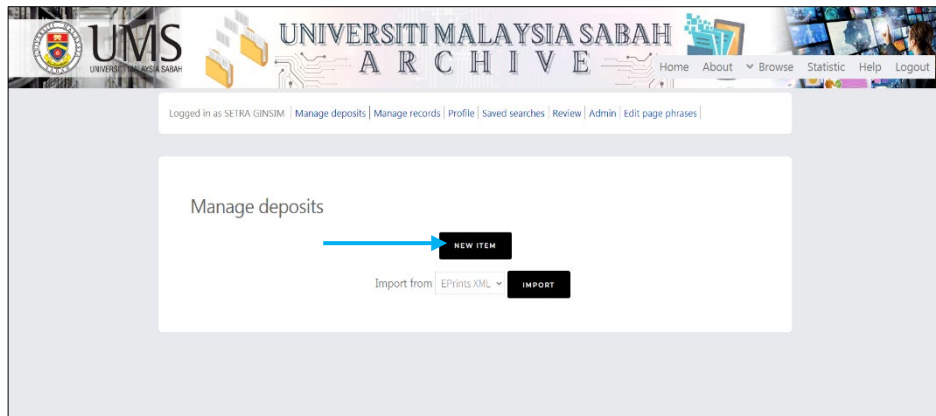 UMS
UNIVERSITI MALAYSIA SABAH
UNIVERSITI MALAYSIA SABAH
ARCHIVE
Home About Browse Statistic Help Logout
Logged in as SETRA GINSIM | Manage deposits | Manage records | Profile | Saved searches | Review | Admin | Edit page phrases |
Manage deposits
NEW ITEM
Import from EPrints XML IMPORT